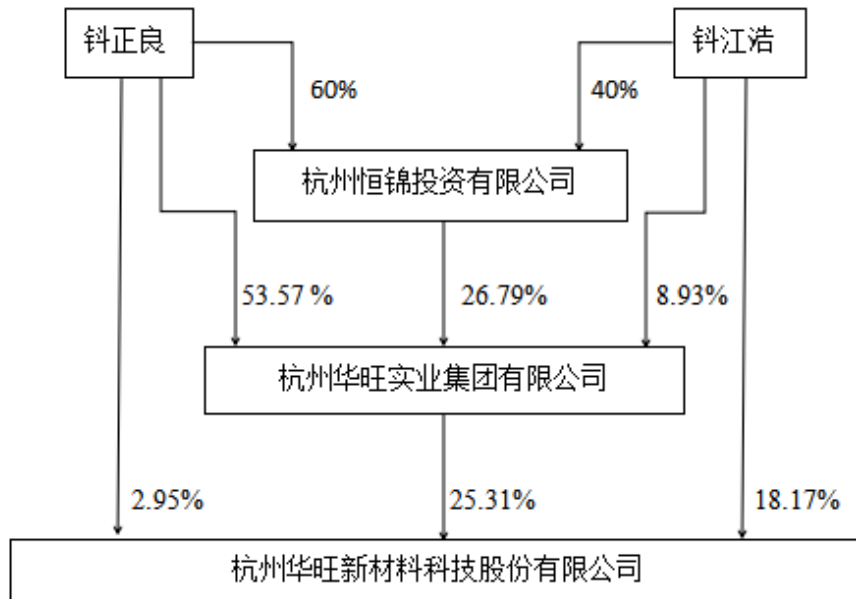 钭正良
钭江浩
60%
40%
杭州恒锦投资有限公司
53.57 %
26.79%
8.93%
杭州华旺实业集团有限公司
2.95%
25.31%
18.17%
杭州华旺新材料科技股份有限公司